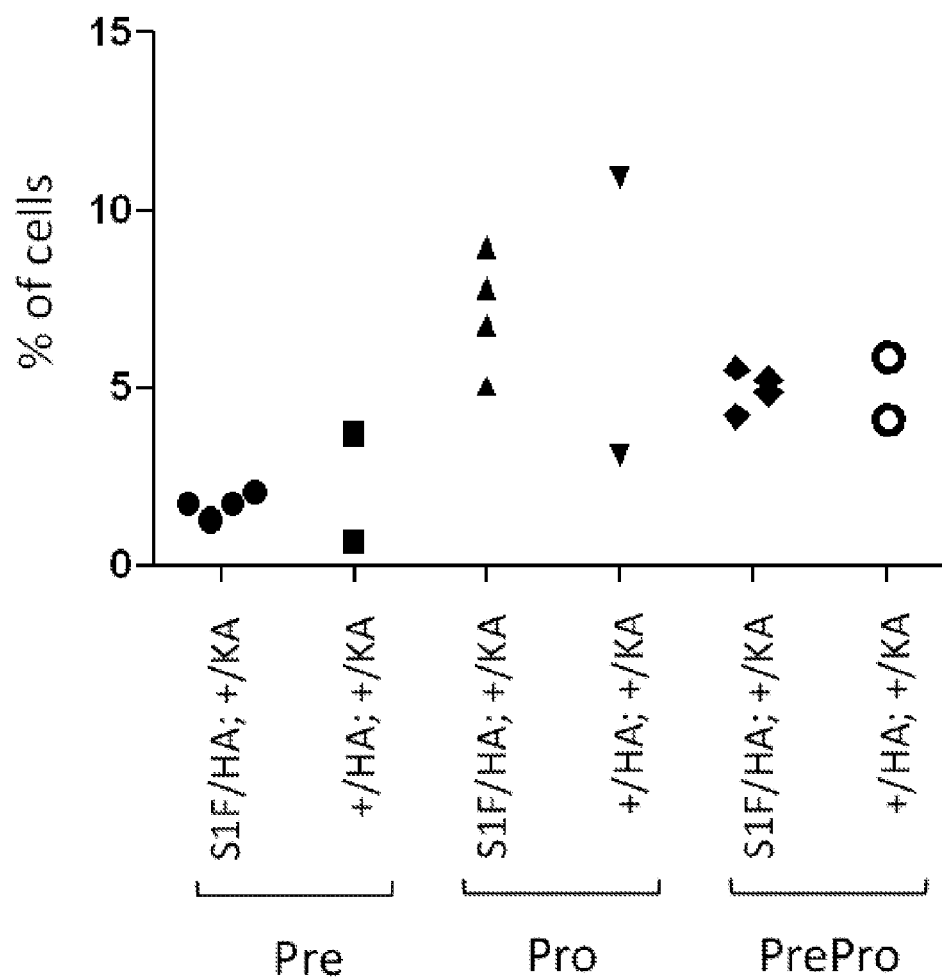 15
10
5
0
% of cells
S1F/HA; +/KA
+/HA; +/KA
S1F/HA; +/KA
+/HA; +/KA
S1F/HA; +/KA
+/HA; +/KA
Pre
Pro
PrePro